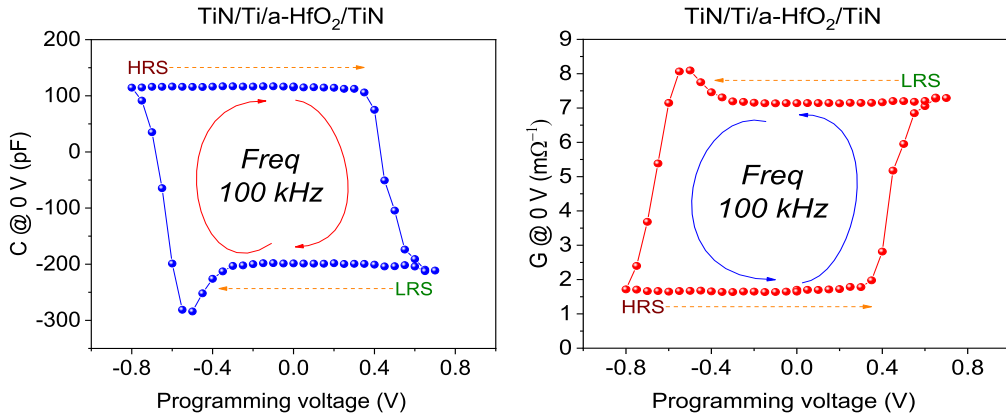 TiN/Ti/a-HfO₂/TiN
200
100
0
-100
-200
-300
C @ 0 V (pF)
HRS
Freq
100 kHz
LRS
-0.8
-0.4
0.0
0.4
0.8
Programming voltage (V)
TiN/Ti/a-HfO₂/TiN
9
8
7
6
5
4
3
2
1
0
G @ 0 V (mΩ⁻¹)
LRS
Freq
100 kHz
HRS
-0.8
-0.4
0.0
0.4
0.8
Programming voltage (V)